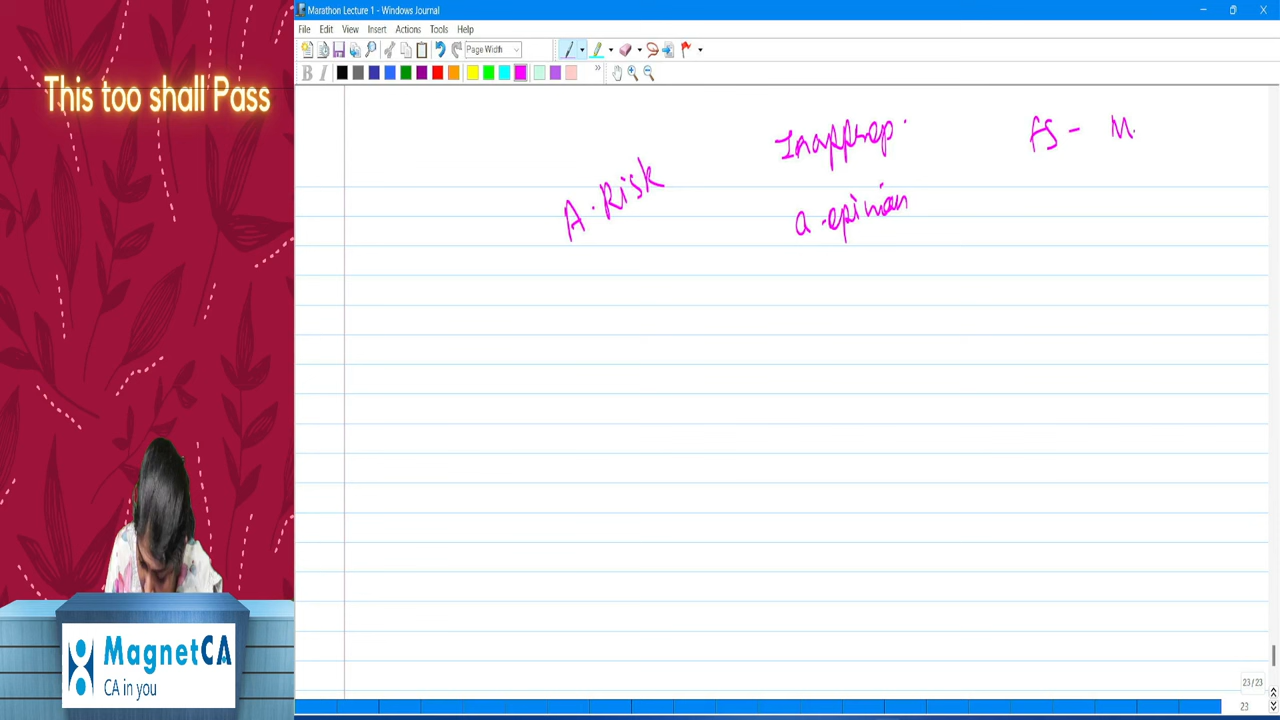 Marathon Lecture 1 - Windows Journal
File Edit View Insert Actions Tools Help
Page Width
B I
This too shall Pass
Inapprop.
FS - M.
A. Risk
a. opinion
MagnetCA
CA in you
23/23
23